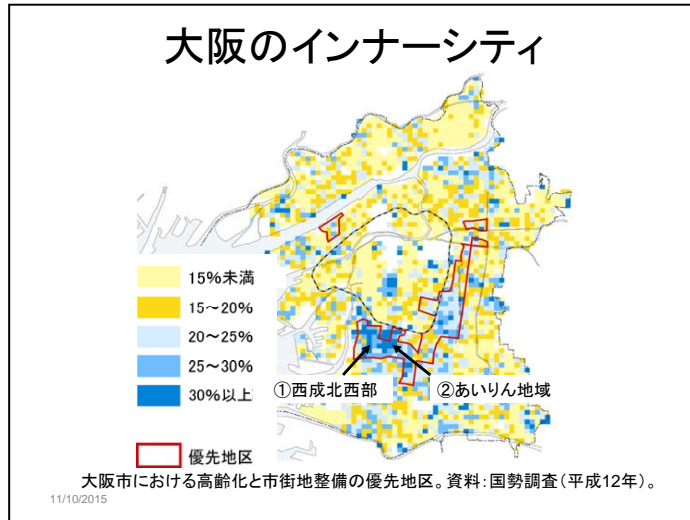 大阪のインナーシティ
15%未満
15～20%
20～25%
25～30%
30%以上
①西成北西部
②あいりん地域
優先地区
大阪市における高齢化と市街地整備の優先地区。資料：国勢調査（平成12年）。
11/10/2015